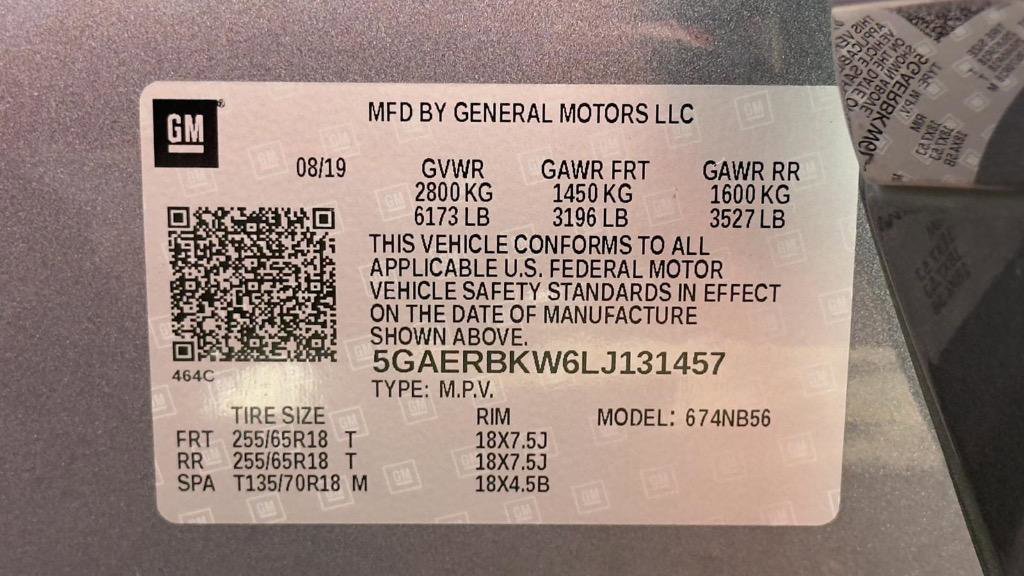 GM
MFD BY GENERAL MOTORS LLC
08/19 GVWR GAWR FRT GAWR RR
2800 KG 1450 KG 1600 KG
6173 LB 3196 LB 3527 LB
THIS VEHICLE CONFORMS TO ALL
APPLICABLE U.S. FEDERAL MOTOR
VEHICLE SAFETY STANDARDS IN EFFECT
ON THE DATE OF MANUFACTURE
SHOWN ABOVE.
5GAERBKW6LJ131457
464C
TYPE: M.P.V.
TIRE SIZE RIM MODEL: 674NB56
FRT 255/65R18 T 18X7.5J
RR 255/65R18 T 18X7.5J
SPA T135/70R18 M 18X4.5B